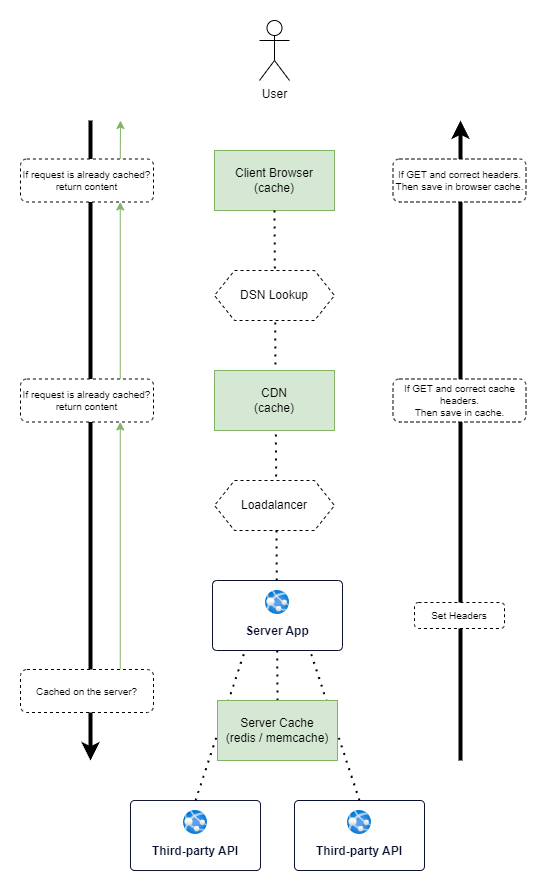 User
If request is already cached?
return content
Client Browser
(cache)
If GET and correct headers.
Then save in browser cache.
DSN Lookup
If request is already cached?
return content
CDN
(cache)
If GET and correct cache
headers.
Then save in cache.
Loadalancer
Server App
Set Headers
Cached on the server?
Server Cache
(redis / memcache)
Third-party API
Third-party API